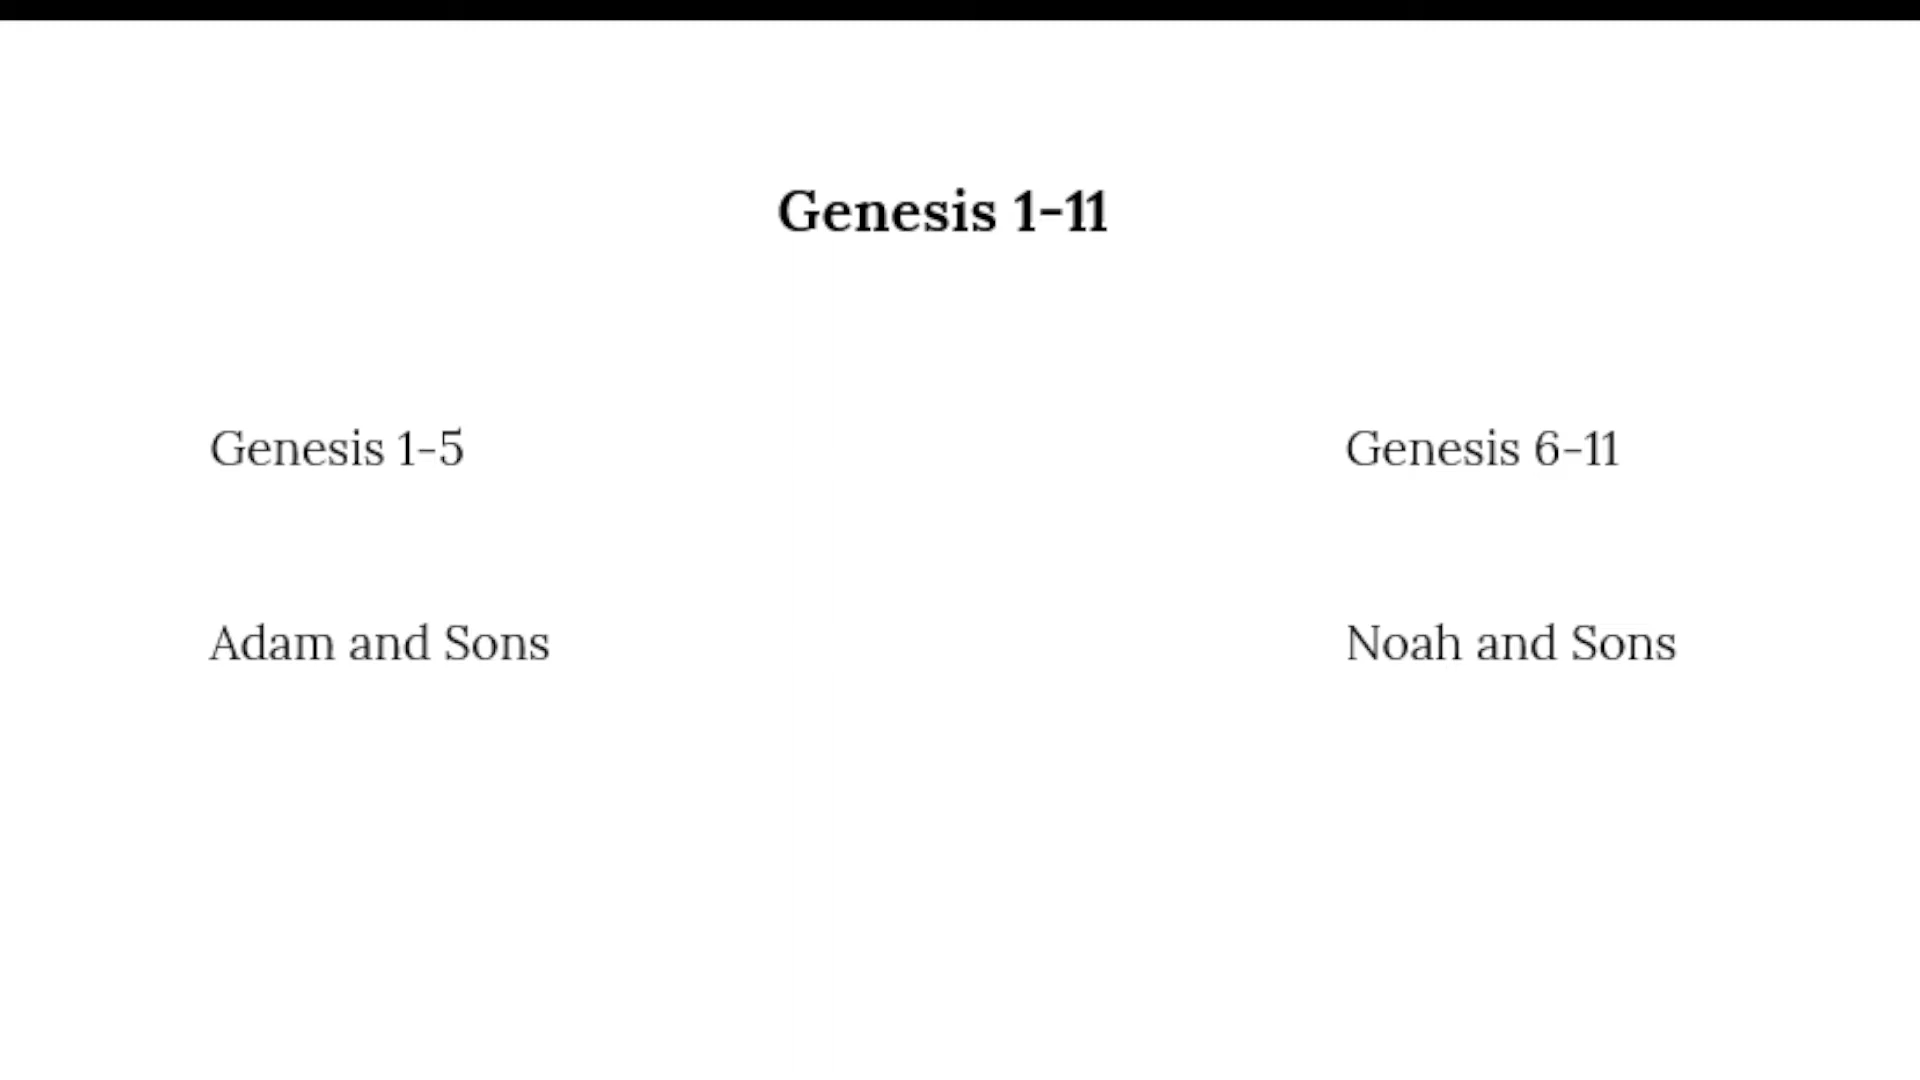 Genesis 1-11
Genesis 1-5
Genesis 6-11
Adam and Sons
Noah and Sons